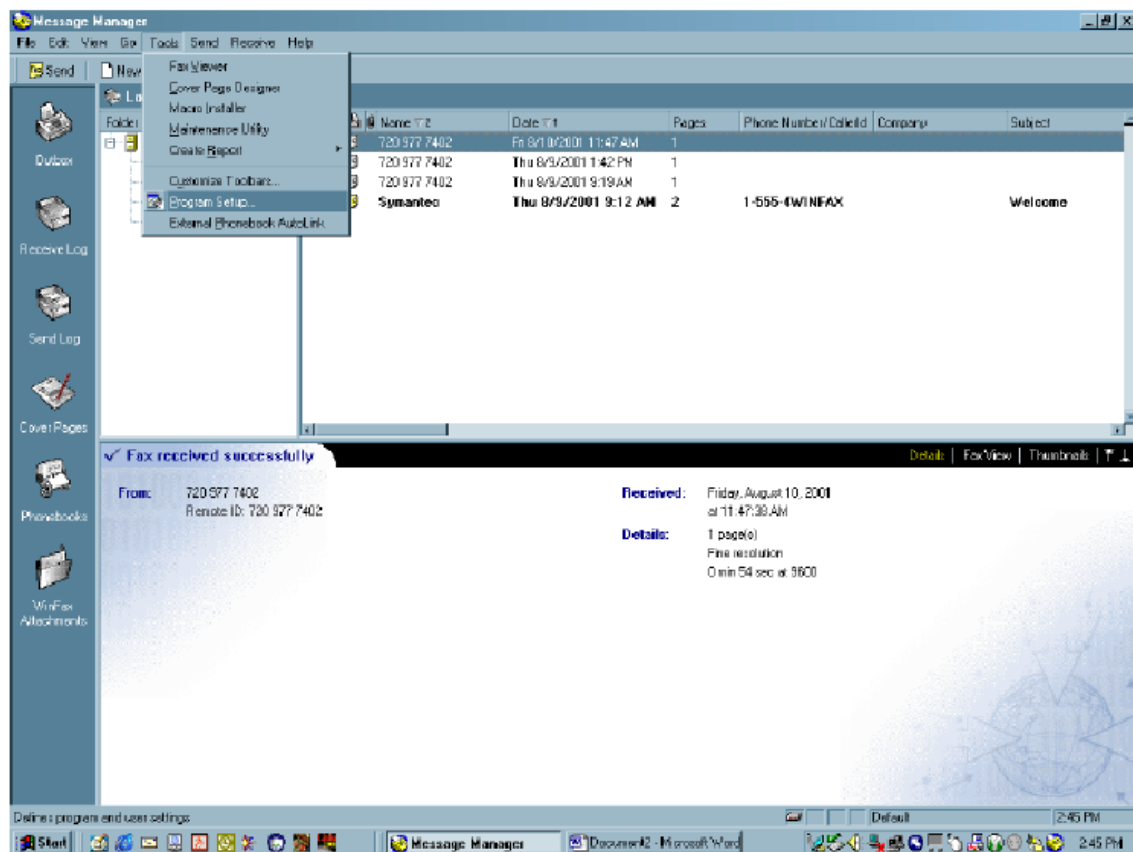 Message Manager
File Edit View Go Tools Send Receive Help
Send New
Fax Viewer
Cover Page Designer
Macro Installer
Maintenance Utility
Create Report
Customize Toolbars...
Program Setup...
External Phonebook AutoLink
Folder
Name Date Pages Phone Number/CallerId Company Subject
720 977 7402 Fri 8/10/2001 11:47 AM 1
720 977 7402 Thu 8/9/2001 1:42 PM 1
720 977 7402 Thu 8/9/2001 9:19 AM 1
Symantec Thu 8/9/2001 9:12 AM 2 1-555-4WINFAX Welcome
Outbox
Receive Log
Send Log
Cover Pages
Phonebooks
WinFax
Attachments
Fax received successfully
Details | Fax View | Thumbnails
From: 720 977 7402
Remote ID: 720 977 7402
Received: Friday, August 10, 2001
at 11:47:38 AM
Details: 1 page(s)
Fine resolution
0 min 54 sec at 9600
Defines program and user settings
Default 2:45 PM
Start Message Manager Document2 - Microsoft Word 2:45 PM